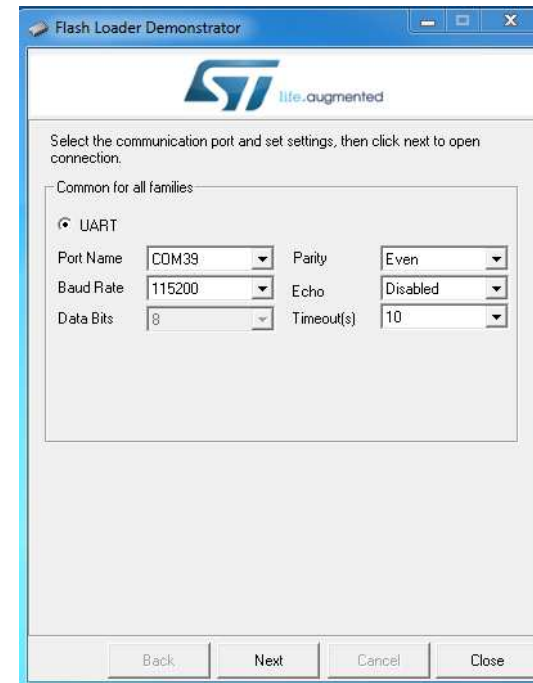 Flash Loader Demonstrator
ST life.augmented
Select the communication port and set settings, then click next to open
connection.
Common for all families
UART
Port Name COM39 Parity Even
Baud Rate 115200 Echo Disabled
Data Bits 8 Timeout(s) 10
Back Next Cancel Close